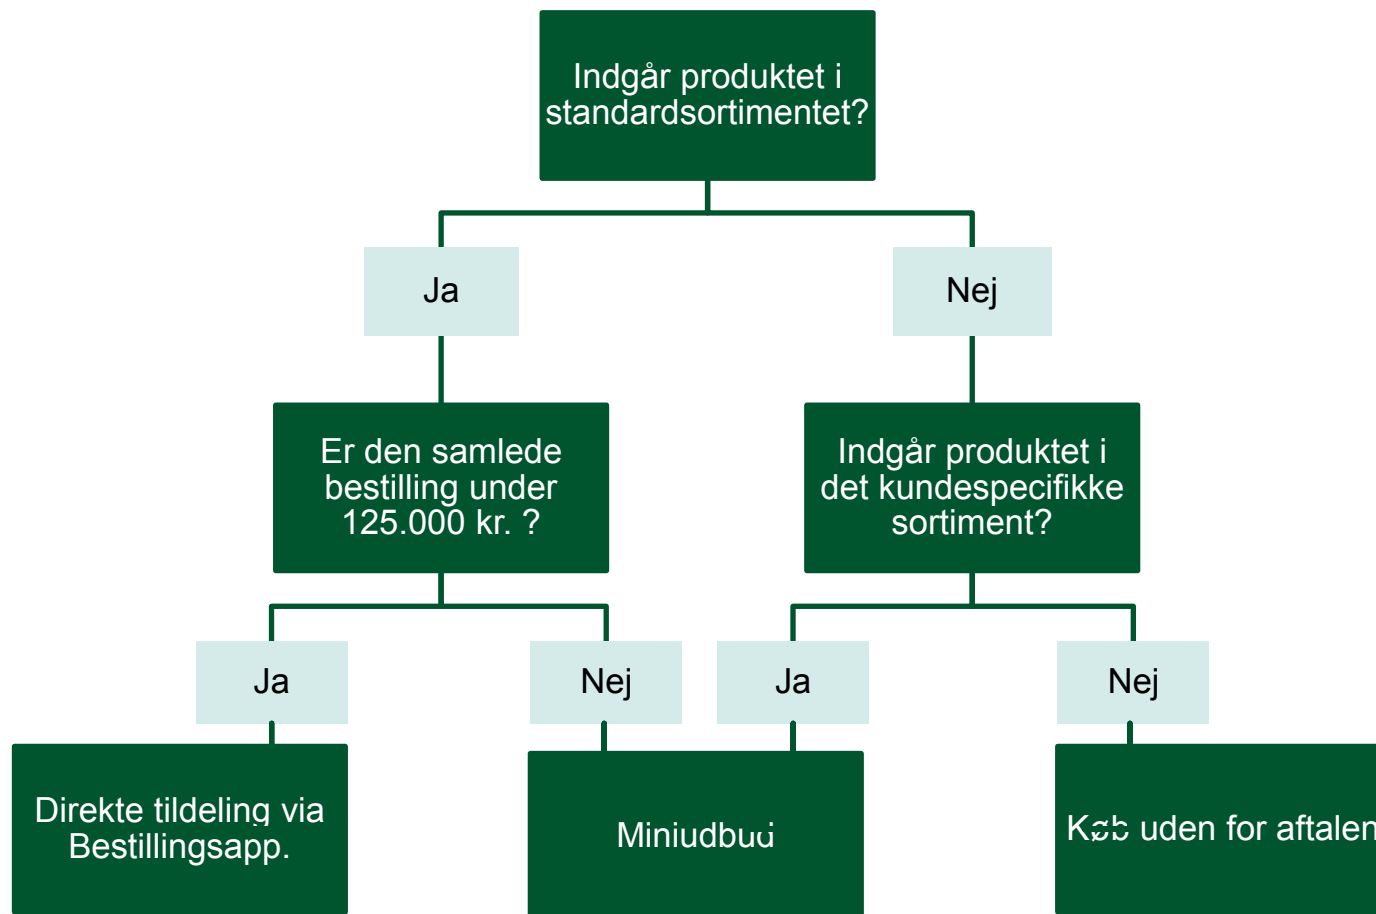 Indgår produktet i
standardsortimentet?
Ja
Nej
Er den samlede
bestilling under
125.000 kr. ?
Indgår produktet i
det kundespecifikke
sortiment?
Ja
Nej
Ja
Nej
Direkte tildeling via
Bestillingsapp.
Miniudbud
Køb uden for aftalen